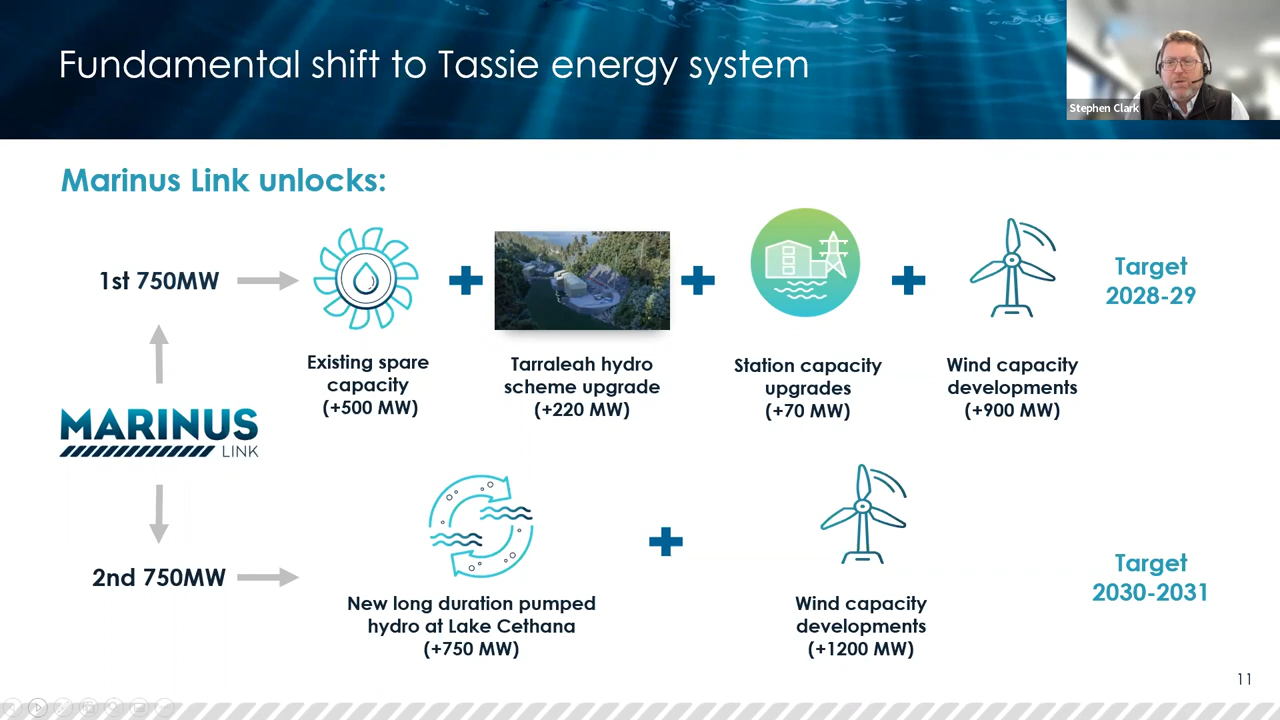 Fundamental shift to Tassie energy system
Stephen Clark
Marinus Link unlocks:
1st 750MW
Existing spare
capacity
(+500 MW)
Tarraleah hydro
scheme upgrade
(+220 MW)
Station capacity
upgrades
(+70 MW)
Wind capacity
developments
(+900 MW)
Target
2028-29
MARINUS
LINK
2nd 750MW
New long duration pumped
hydro at Lake Cethana
(+750 MW)
Wind capacity
developments
(+1200 MW)
Target
2030-2031
11